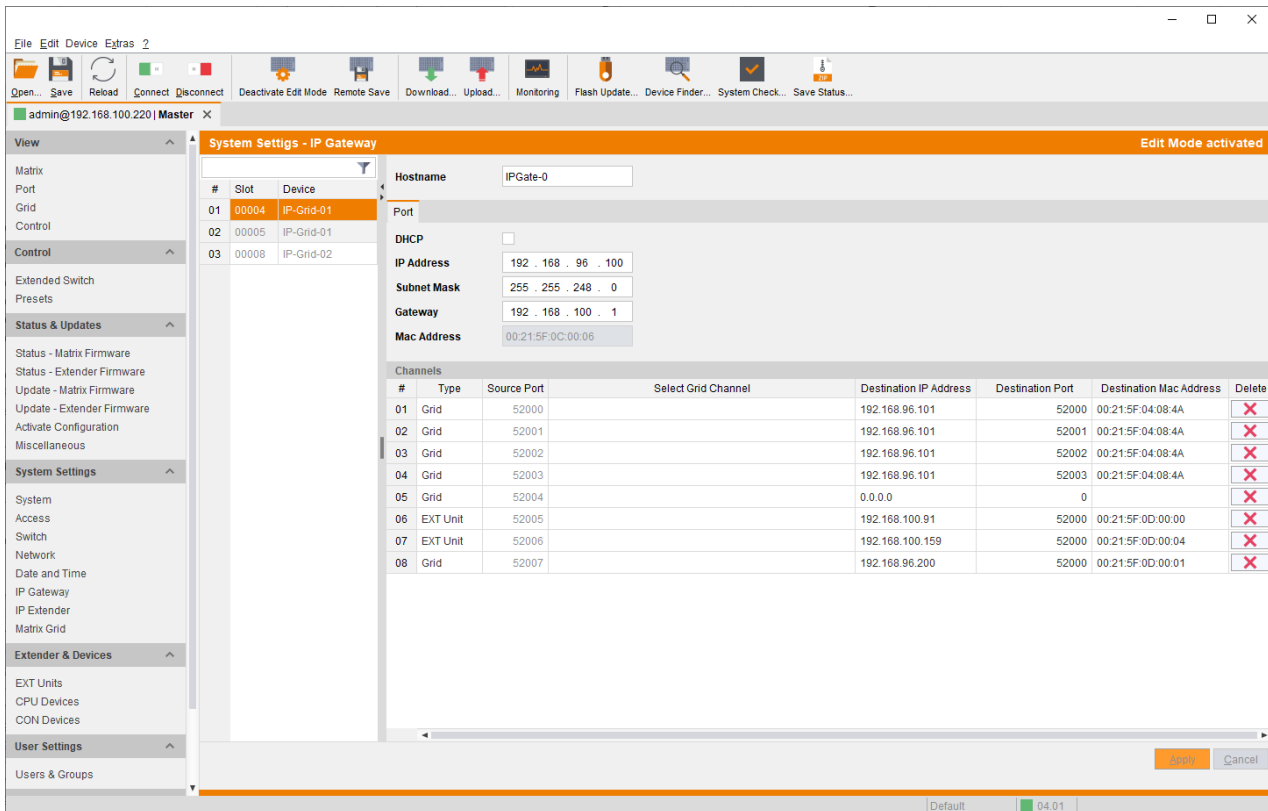 File Edit Device Extras ?
Open... Save Reload Connect Disconnect Deactivate Edit Mode Remote Save Download... Upload... Monitoring Flash Update... Device Finder... System Check... Save Status...
ZIP
admin@192.168.100.220| Master
View
Matrix
Port
Grid
Control
Control
Extended Switch
Presets
Status & Updates
Status - Matrix Firmware
Status - Extender Firmware
Update - Matrix Firmware
Update - Extender Firmware
Activate Configuration
Miscellaneous
System Settings
System
Access
Switch
Network
Date and Time
IP Gateway
IP Extender
Matrix Grid
Extender & Devices
EXT Units
CPU Devices
CON Devices
User Settings
Users & Groups
System Settigs - IP Gateway Edit Mode activated
# Slot Device
01 00004 IP-Grid-01
02 00005 IP-Grid-01
03 00008 IP-Grid-02
Hostname IPGate-0
Port
DHCP
IP Address 192 . 168 . 96 . 100
Subnet Mask 255 . 255 . 248 . 0
Gateway 192 . 168 . 100 . 1
Mac Address 00:21:5F:0C:00:06
Channels
# Type Source Port Select Grid Channel Destination IP Address Destination Port Destination Mac Address Delete
01 Grid 52000 192.168.96.101 52000 00:21:5F:04:08:4A
02 Grid 52001 192.168.96.101 52001 00:21:5F:04:08:4A
03 Grid 52002 192.168.96.101 52002 00:21:5F:04:08:4A
04 Grid 52003 192.168.96.101 52003 00:21:5F:04:08:4A
05 Grid 52004 0.0.0.0 0
06 EXT Unit 52005 192.168.100.91 52000 00:21:5F:0D:00:00
07 EXT Unit 52006 192.168.100.159 52000 00:21:5F:0D:00:04
08 Grid 52007 192.168.96.200 52000 00:21:5F:0D:00:01
Apply Cancel
Default 04.01